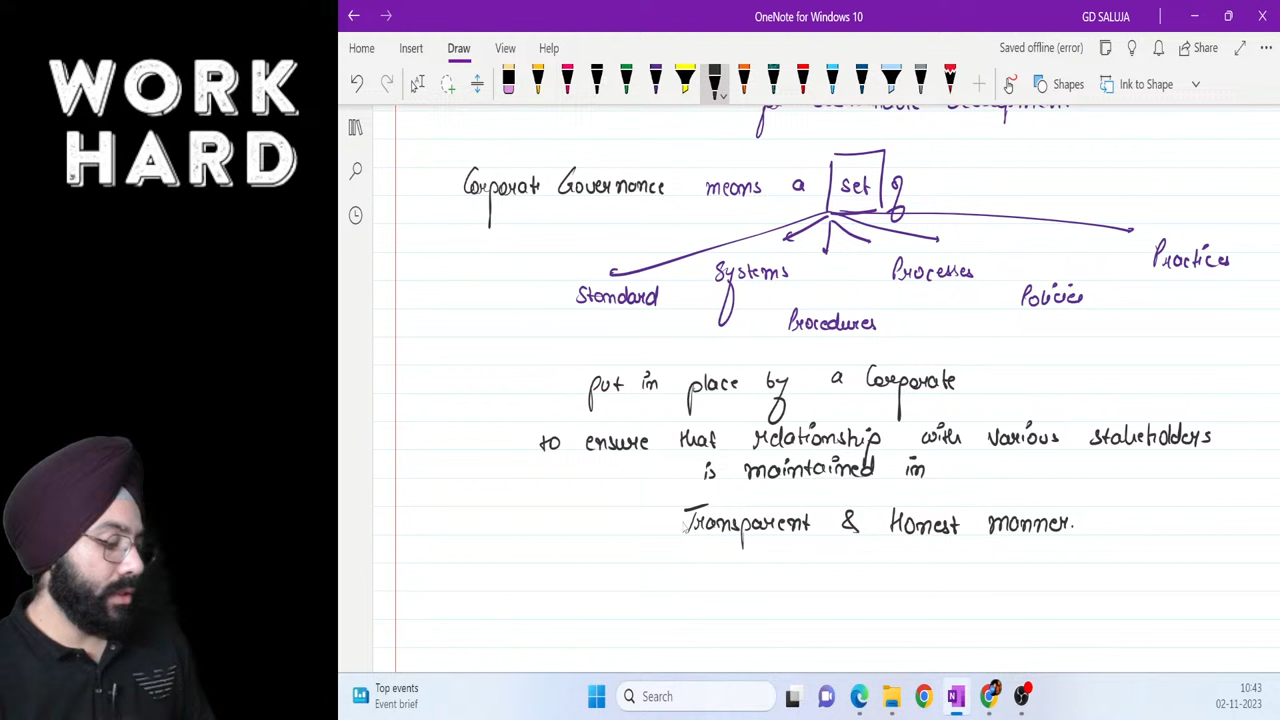 WORK
HARD
OneNote for Windows 10
GD SALUJA
Home
Insert
Draw
View
Help
Saved offline (error)
Share
Shapes
Ink to Shape
Development
Corporate Governance means a set of
Standard
Systems
Procedures
Processes
Policies
Practices
put in place by a Corporate
to ensure that relationship with various stakeholders
is maintained in
Transparent & Honest manner.
Top events
Event brief
Search
10:43
02-11-2023